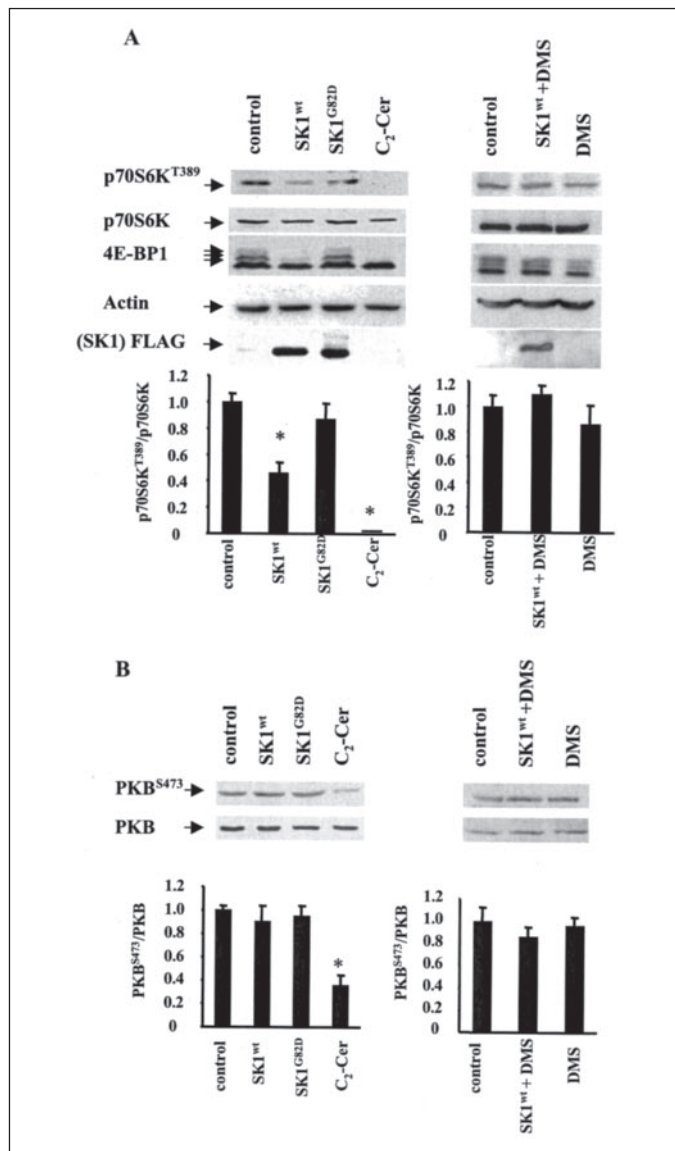 A
control
SK1wt
SK1G82D
C2-Cer
control
SK1wt +DMS
DMS
p70S6KT389
p70S6K
4E-BP1
Actin
(SK1) FLAG
p70S6KT389/p70S6K
1.2
1.0
0.8
0.6
0.4
0.2
0
*
*
control
SK1wt
SK1G82D
C2-Cer
p70S6KT389/p70S6K
1.2
1.0
0.8
0.6
0.4
0.2
0
control
SK1wt + DMS
DMS
B
control
SK1wt
SK1G82D
C2-Cer
control
SK1wt+DMS
DMS
PKBS473
PKB
PKBS473/PKB
1.2
1.0
0.8
0.6
0.4
0.2
0
*
control
SK1wt
SK1G82D
C2-Cer
PKBS473/PKB
1.2
1.0
0.8
0.6
0.4
0.2
0
control
SK1wt + DMS
DMS